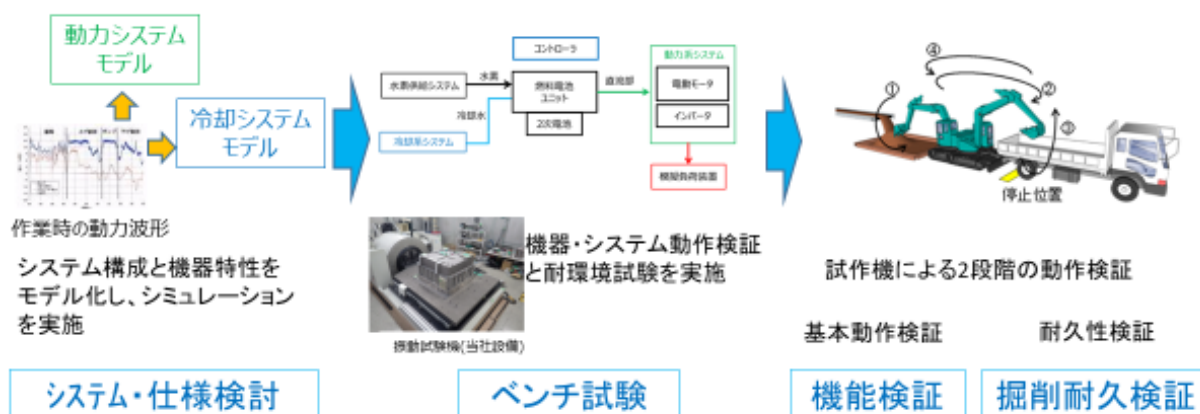 動力システム
モデル
冷却システム
モデル
作業時の動力波形
システム構成と機器特性を
モデル化し、シミュレーション
を実施
システム・仕様検討
コントローラ
水素供給システム
水素
燃料電池
ユニット
2次電池
冷却水
冷却系システム
直流部
動力系システム
電動モータ
インバータ
模擬負荷装置
機器・システム動作検証
と耐環境試験を実施
振動試験機(当社設備)
ベンチ試験
①
②
③
④
停止位置
試作機による2段階の動作検証
基本動作検証
耐久性検証
機能検証
掘削耐久検証